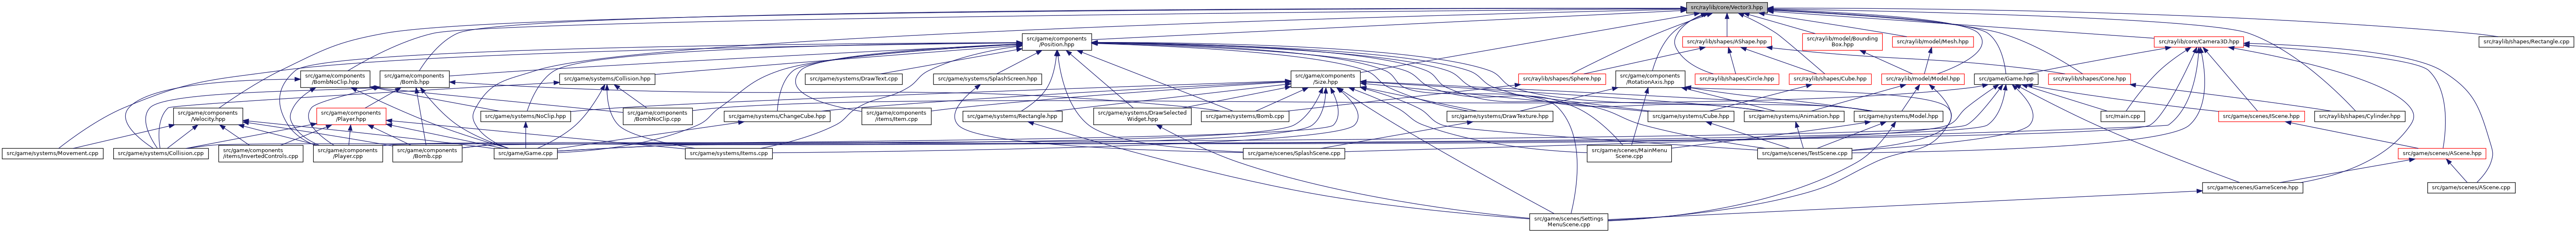 src/raylib/core/Vector3.hpp
src/game/components
/Position.hpp
src/raylib/shapes/AShape.hpp
src/raylib/model/Bounding
Box.hpp
src/raylib/model/Mesh.hpp
src/raylib/core/Camera3D.hpp
src/raylib/shapes/Rectangle.cpp
src/game/components
/BombNoClip.hpp
src/game/components
/Bomb.hpp
src/game/systems/Collision.hpp
src/game/systems/DrawText.cpp
src/game/systems/SplashScreen.hpp
src/game/components
/Size.hpp
src/raylib/shapes/Sphere.hpp
src/game/components
/RotationAxis.hpp
src/raylib/shapes/Circle.hpp
src/raylib/shapes/Cube.hpp
src/raylib/model/Model.hpp
src/game/Game.hpp
src/raylib/shapes/Cone.hpp
src/game/components
/Velocity.hpp
src/game/components
/Player.hpp
src/game/systems/NoClip.hpp
src/game/components
/BombNoClip.cpp
src/game/systems/ChangeCube.hpp
src/game/components
/items/Item.cpp
src/game/systems/Rectangle.hpp
src/game/systems/DrawSelected
Widget.hpp
src/game/systems/Bomb.cpp
src/game/systems/DrawTexture.hpp
src/game/systems/Cube.hpp
src/game/systems/Animation.hpp
src/game/systems/Model.hpp
src/main.cpp
src/game/scenes/IScene.hpp
src/raylib/shapes/Cylinder.hpp
src/game/systems/Movement.cpp
src/game/systems/Collision.cpp
src/game/components
/items/InvertedControls.cpp
src/game/components
/Player.cpp
src/game/components
/Bomb.cpp
src/game/Game.cpp
src/game/systems/Items.cpp
src/game/scenes/SplashScene.cpp
src/game/scenes/MainMenu
Scene.cpp
src/game/scenes/TestScene.cpp
src/game/scenes/AScene.hpp
src/game/scenes/GameScene.hpp
src/game/scenes/AScene.cpp
src/game/scenes/Settings
MenuScene.cpp